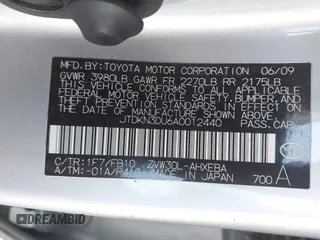 MFD. BY: TOYOTA MOTOR CORPORATION 06/09
GVWR 3980LB GAWR FR 2270LB RR 2175LB
THIS VEHICLE CONFORMS TO ALL APPLICABLE
FEDERAL MOTOR VEHICLE SAFETY, BUMPER, AND
THEFT PREVENTION STANDARDS IN EFFECT ON
THE DATE OF MANUFACTURE SHOWN ABOVE.
JTDKN3DU6A0012440 PASS.CAR
C/TR: 1F7/FB10 ZVW30L-AHXEBA
A/TM: -01A/P410 MADE IN JAPAN 700 A
DREAMBID